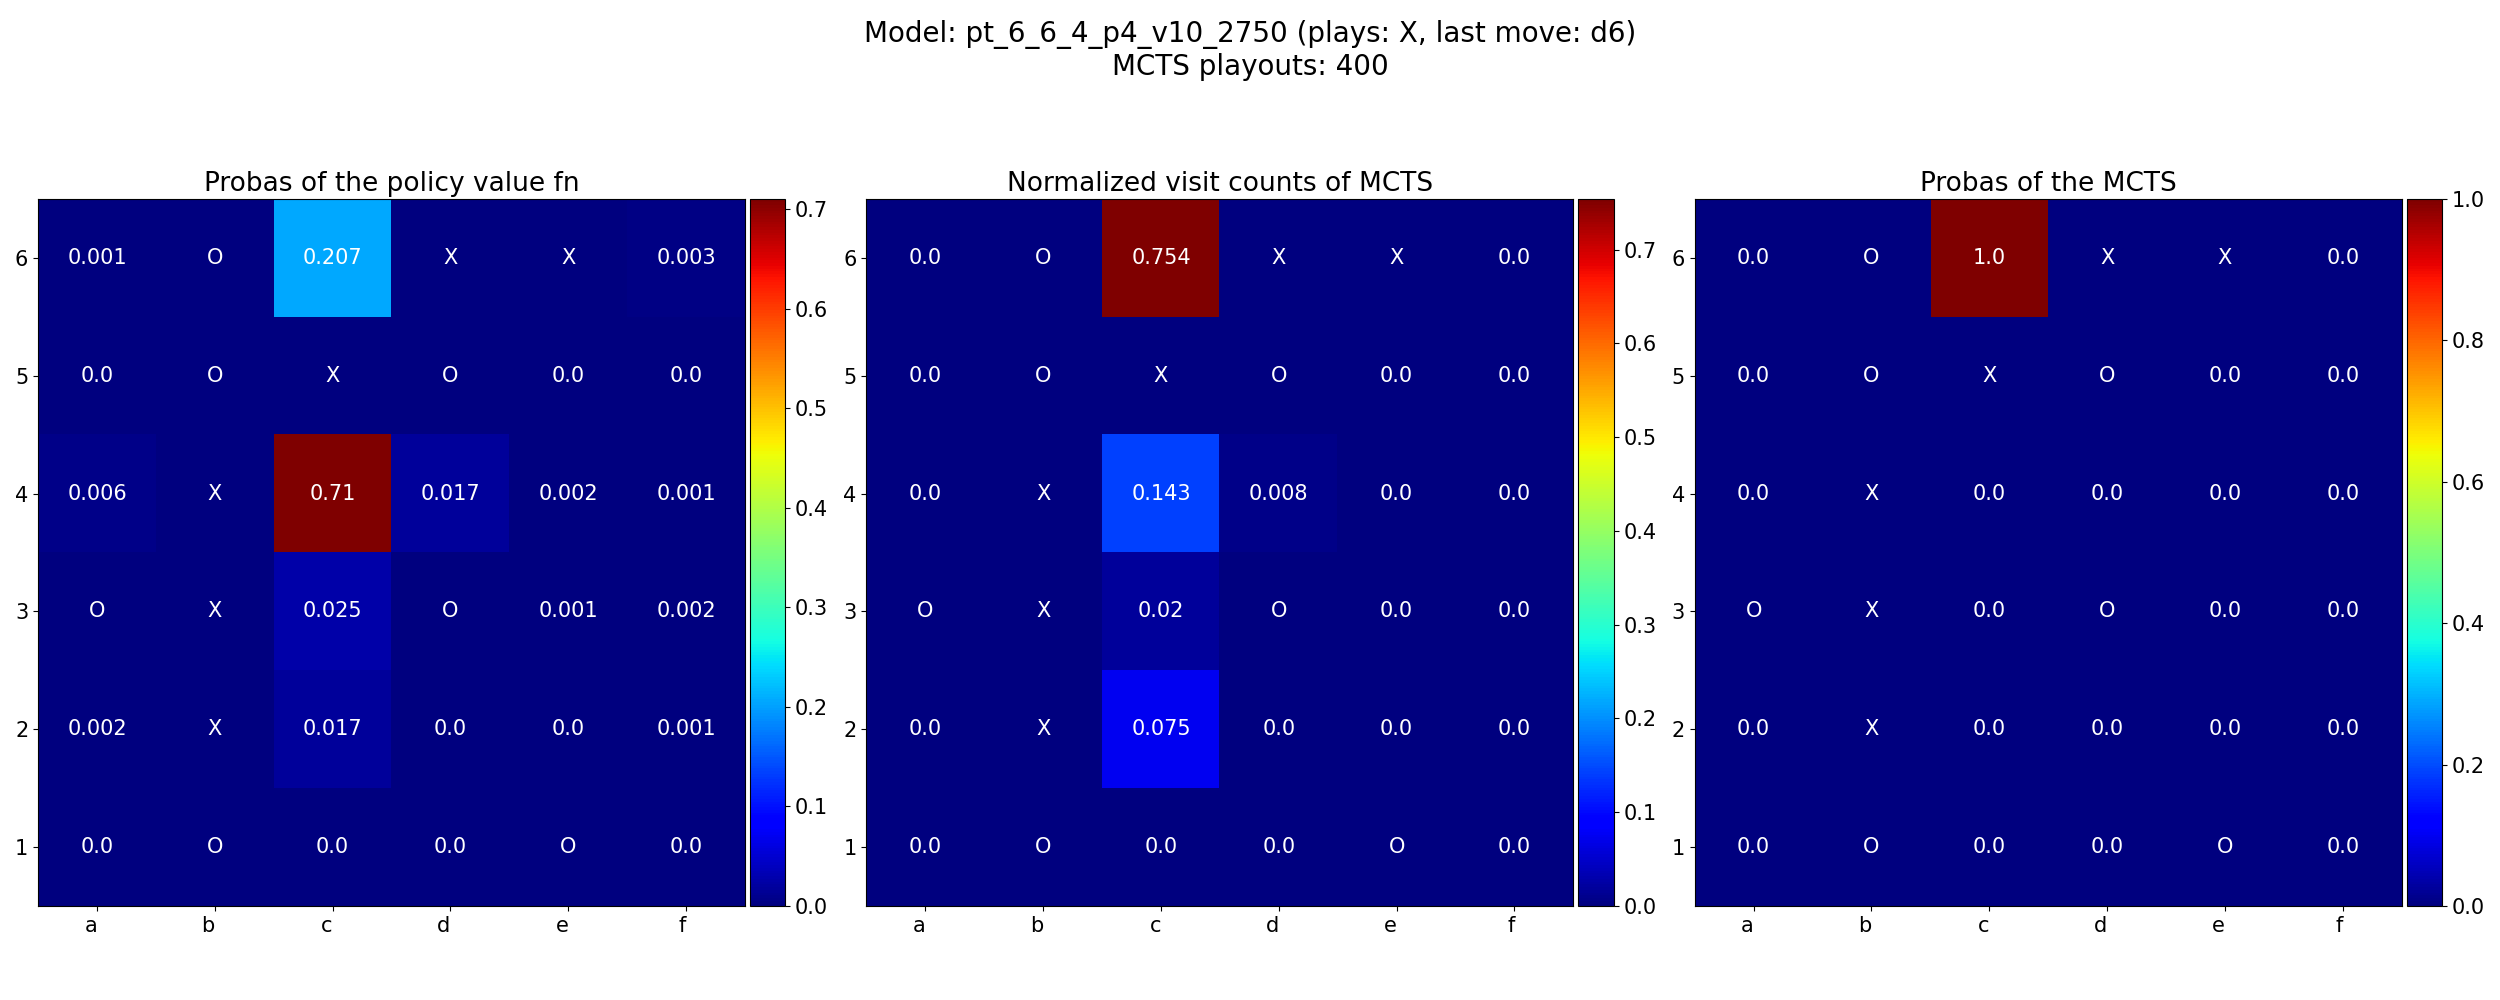 Model: pt_6_6_4_p4_v10_2750 (plays: X, last move: d6)
MCTS playouts: 400
Probas of the policy value fn
6 0.001 O 0.207 X X 0.003
5 0.0 O X O 0.0 0.0
4 0.006 X 0.71 0.017 0.002 0.001
3 O X 0.025 O 0.001 0.002
2 0.002 X 0.017 0.0 0.0 0.001
1 0.0 O 0.0 0.0 O 0.0
a b c d e f
0.7
0.6
0.5
0.4
0.3
0.2
0.1
0.0
Normalized visit counts of MCTS
6 0.0 O 0.754 X X 0.0
5 0.0 O X O 0.0 0.0
4 0.0 X 0.143 0.008 0.0 0.0
3 O X 0.02 O 0.0 0.0
2 0.0 X 0.075 0.0 0.0 0.0
1 0.0 O 0.0 0.0 O 0.0
a b c d e f
0.7
0.6
0.5
0.4
0.3
0.2
0.1
0.0
Probas of the MCTS
6 0.0 O 1.0 X X 0.0
5 0.0 O X O 0.0 0.0
4 0.0 X 0.0 0.0 0.0 0.0
3 O X 0.0 O 0.0 0.0
2 0.0 X 0.0 0.0 0.0 0.0
1 0.0 O 0.0 0.0 O 0.0
a b c d e f
1.0
0.8
0.6
0.4
0.2
0.0